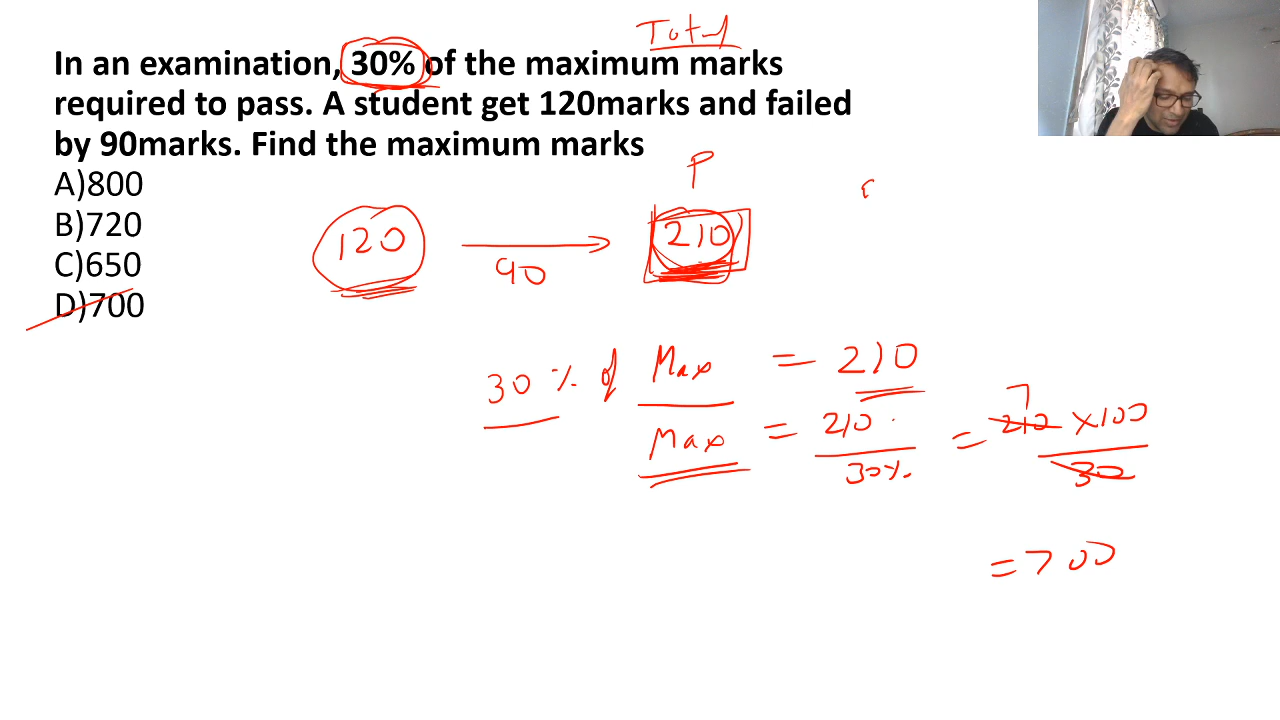 Total
In an examination, 30% of the maximum marks
required to pass. A student get 120marks and failed
by 90marks. Find the maximum marks
A)800
B)720
C)650
D)700
P
120
90
210
30 % of Max = 210
Max = 210 / 30% = 210 × 100 / 30
7
= 700